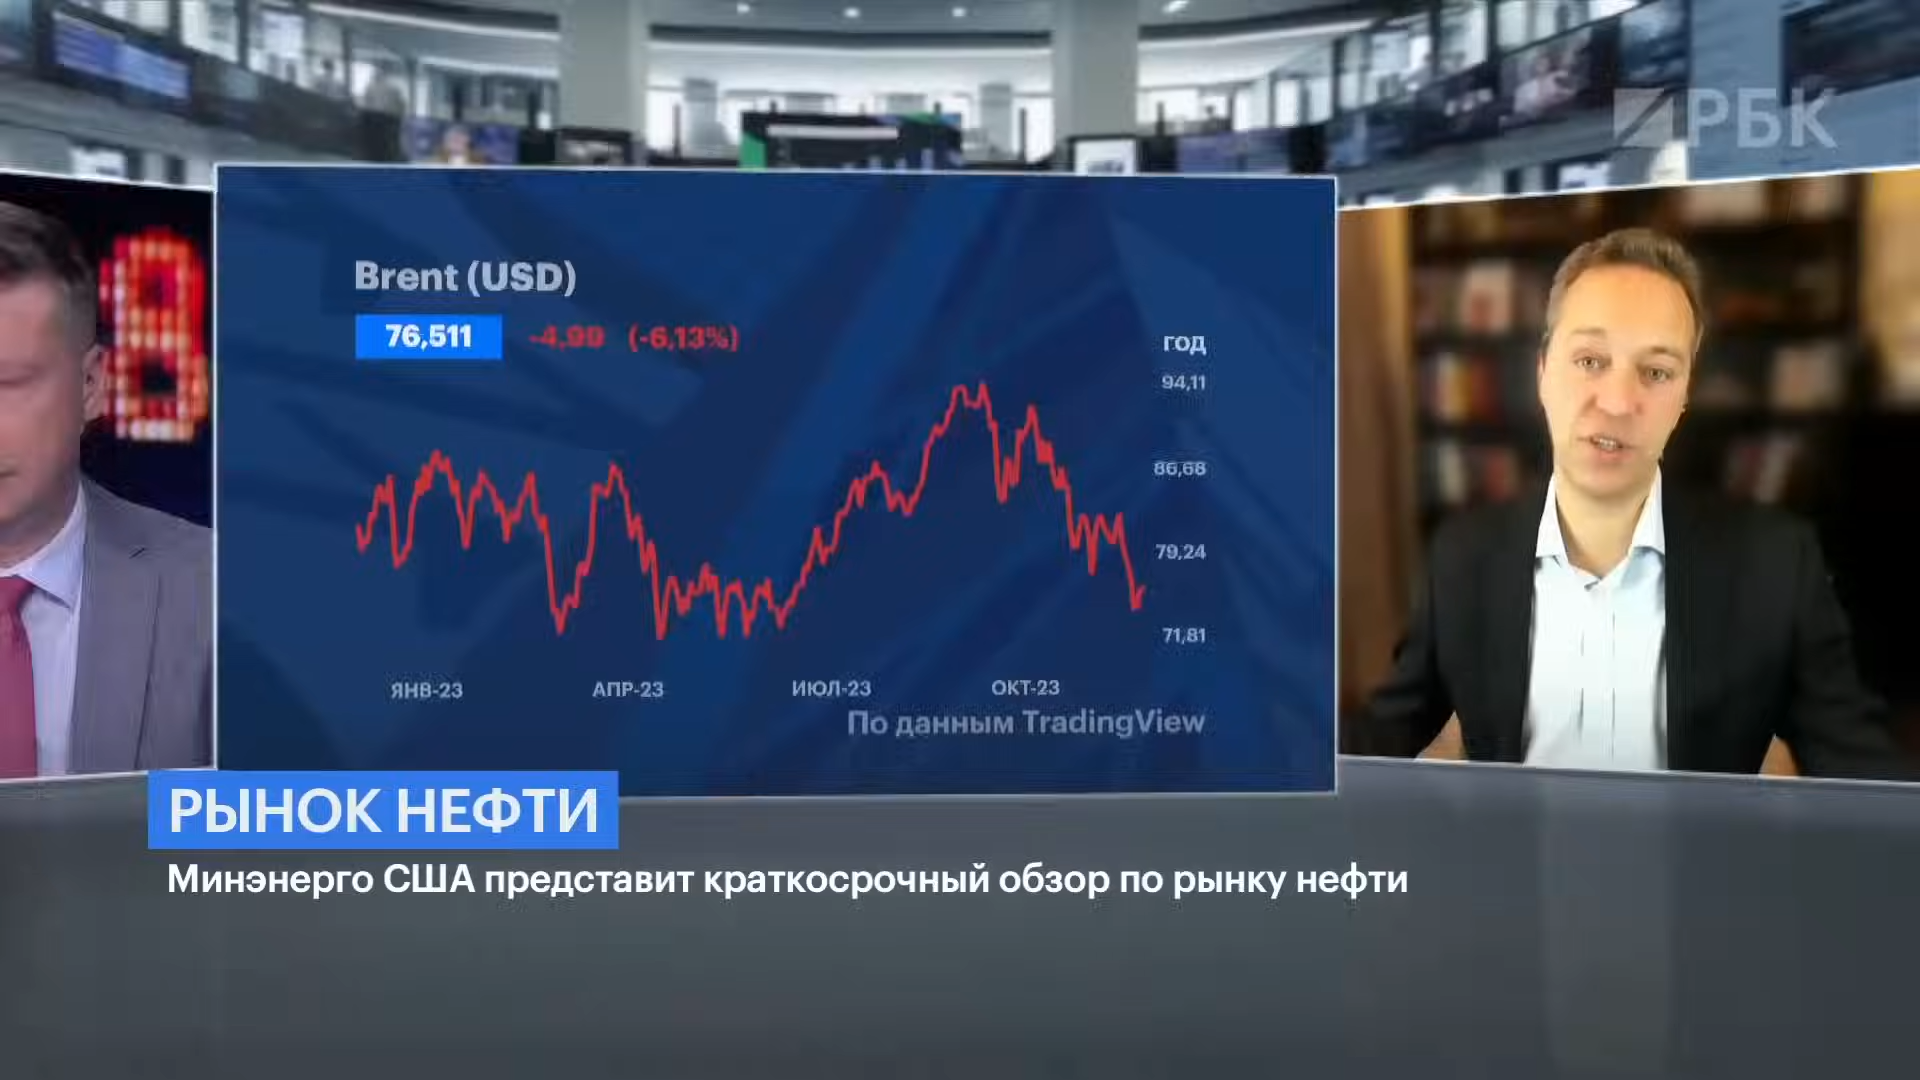 РБК
8
Brent (USD)
76,511 -4,99 (-6,13%)
ГОД
94,11
86,68
79,24
71,81
ЯНВ-23 АПР-23 ИЮЛ-23 ОКТ-23
По данным TradingView
РЫНОК НЕФТИ
Минэнерго США представит краткосрочный обзор по рынку нефти